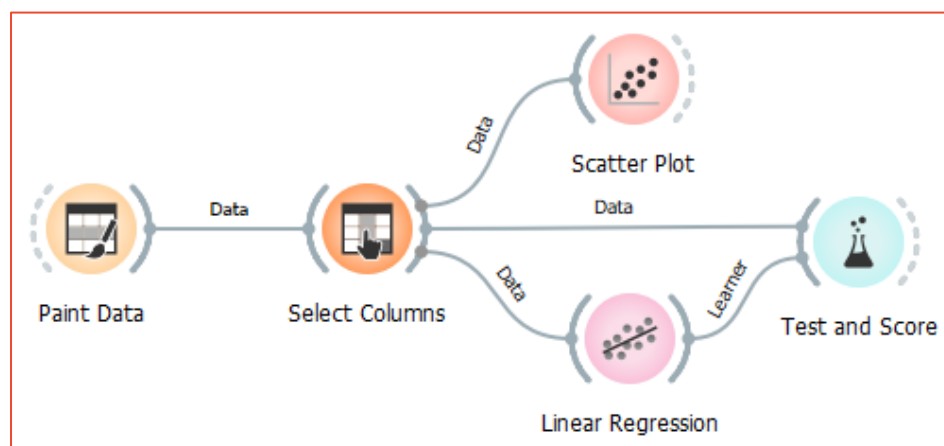 Data
Scatter Plot
Data
Data
Paint Data
Select Columns
Data
Learner
Test and Score
Linear Regression